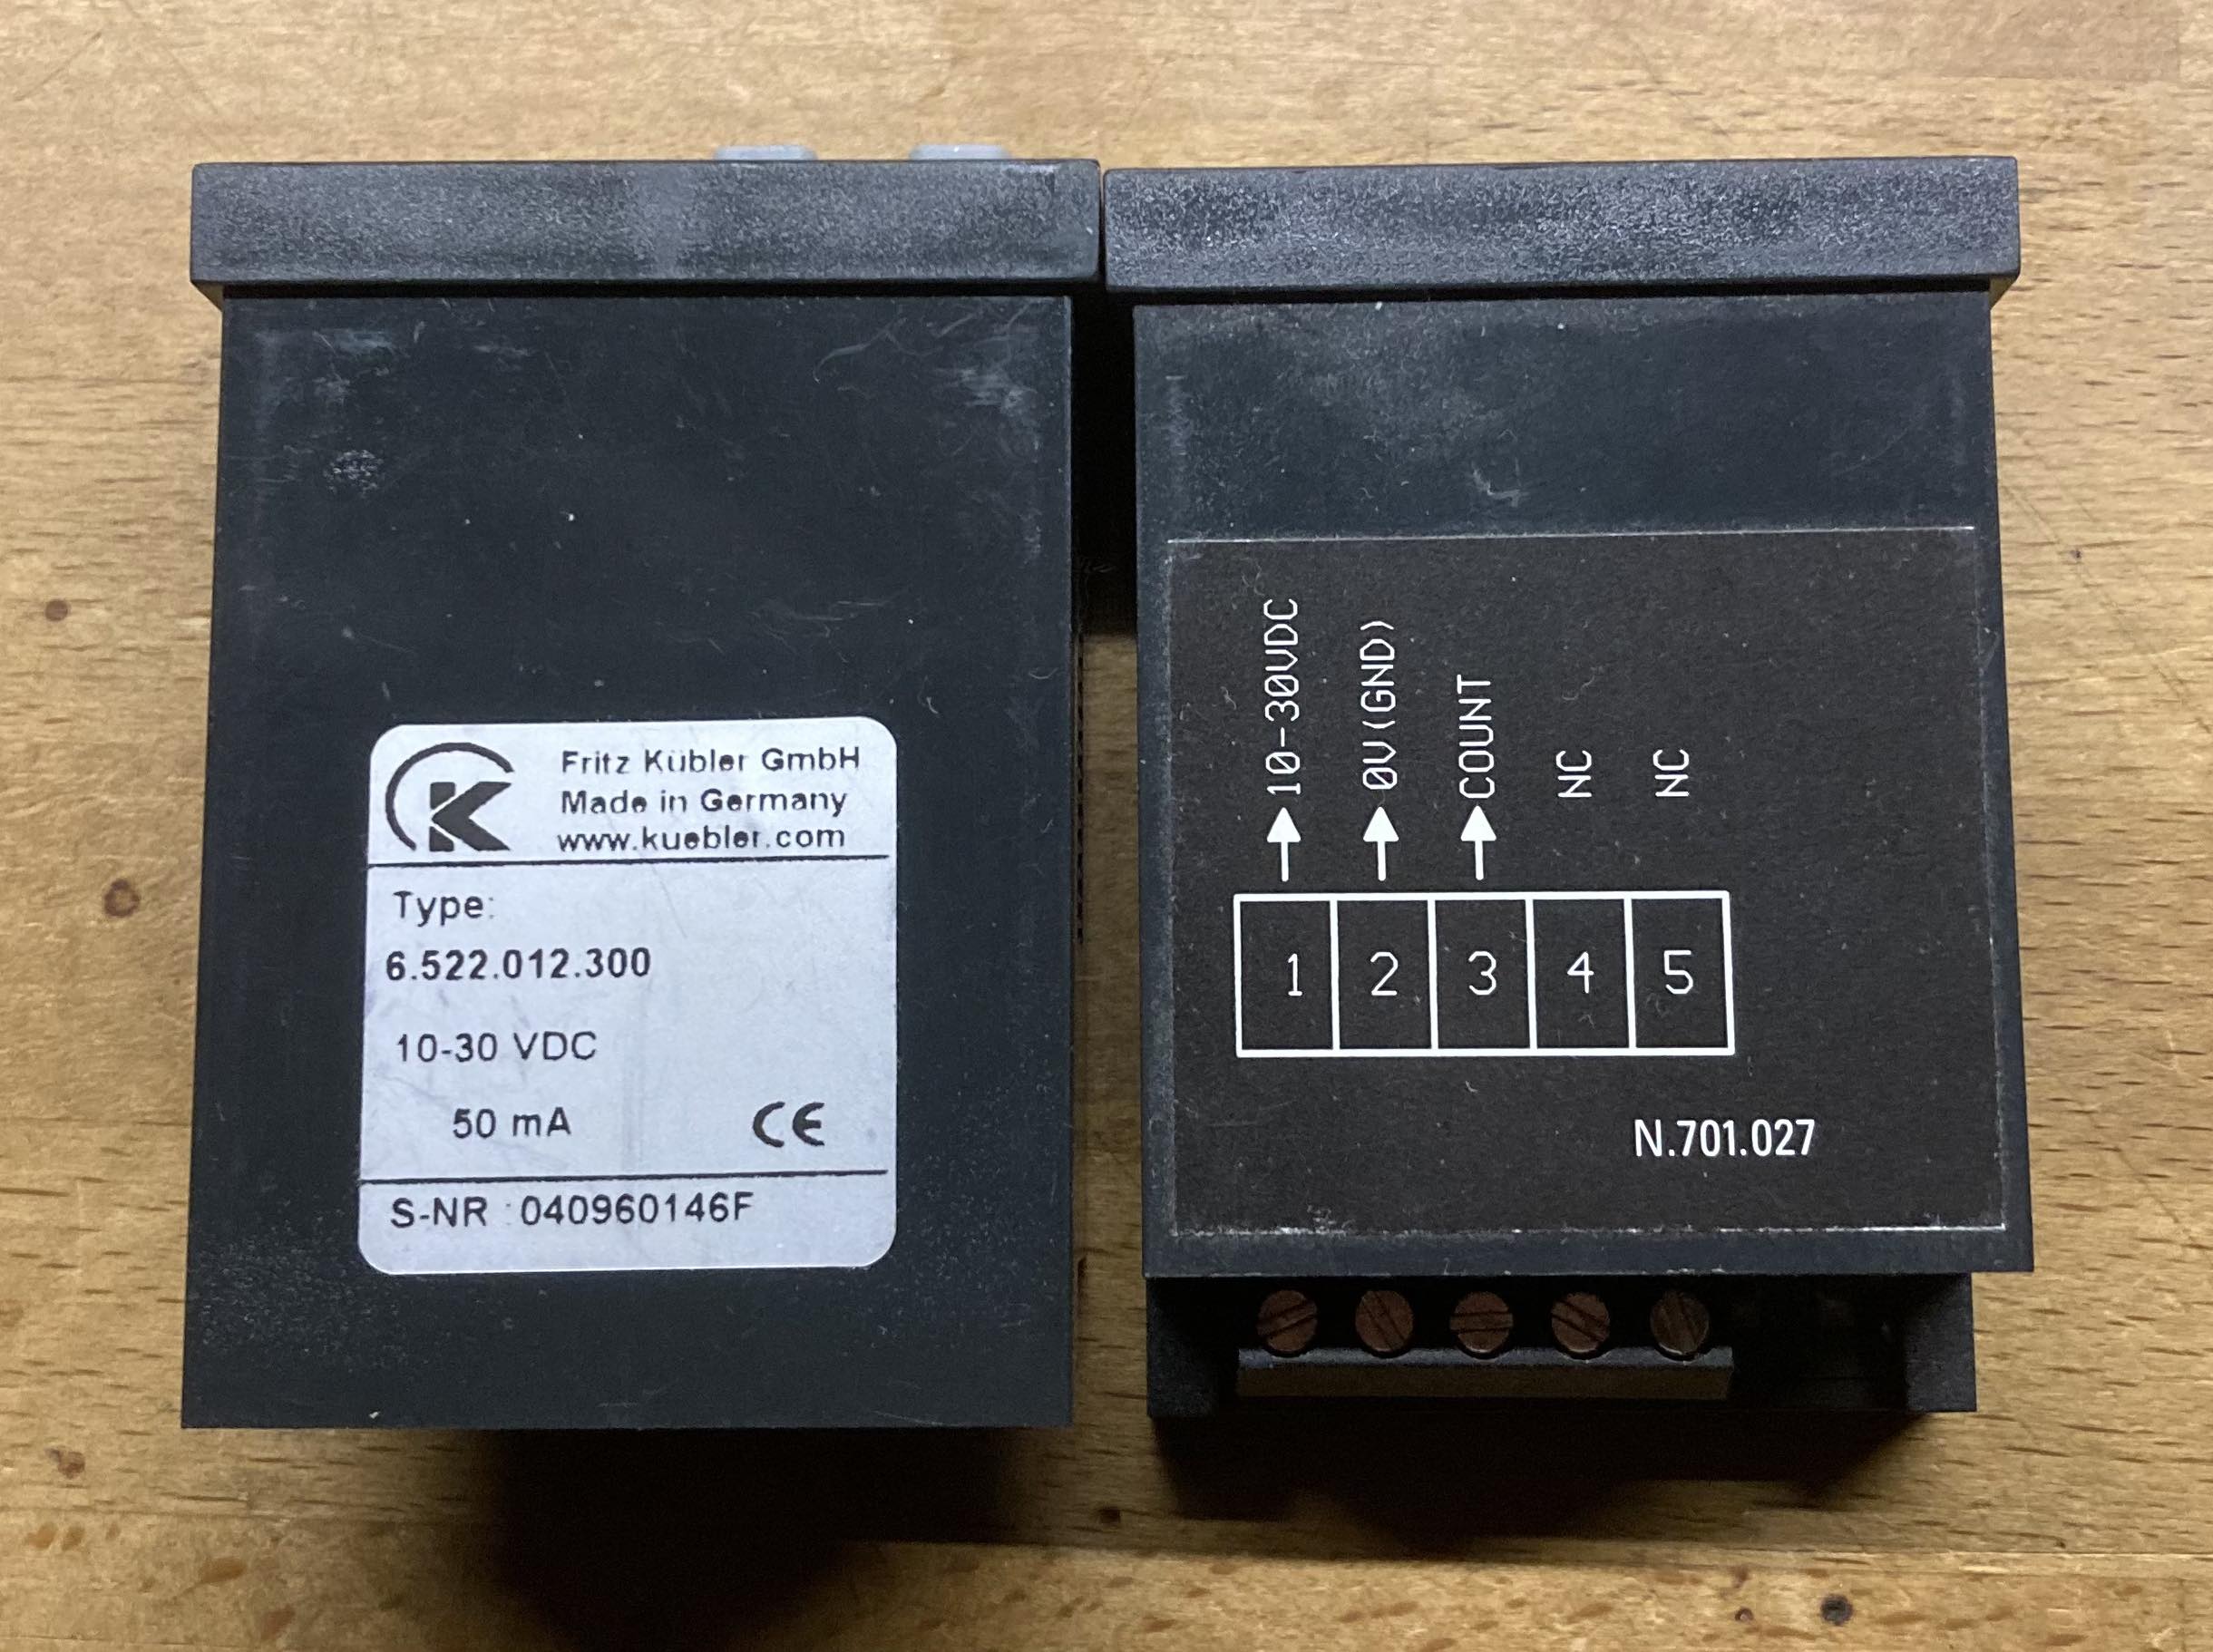 Fritz Kübler GmbH
Made in Germany
www.kuebler.com
Type:
6.522.012.300
10-30 VDC
50 mA CE
S-NR : 040960146F
10-30VDC
0V(GND)
COUNT
NC
NC
1 2 3 4 5
N.701.027